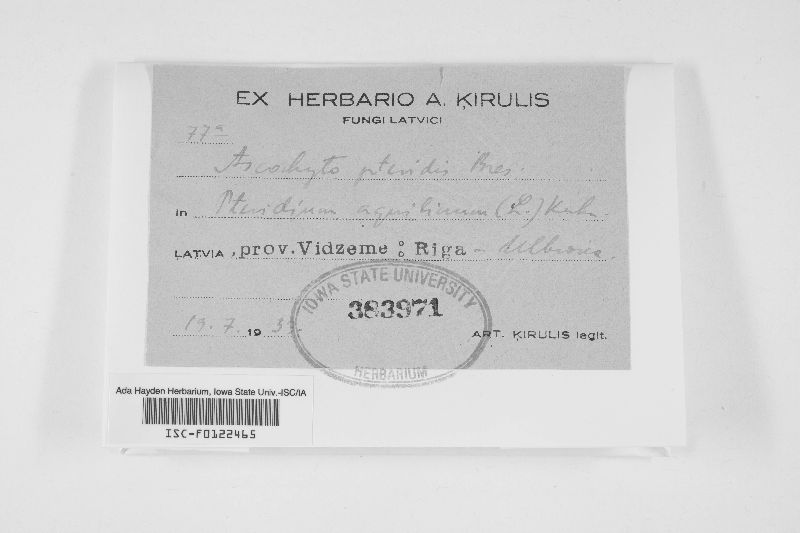 EX HERBARIO A. ĶIRULIS
FUNGI LATVICI
77a
Ascochyta pteridis Bres.
in Pteridium aquilinum (L.) Kuhn
LATVIA, prov. Vidzeme : Riga - Ulbroka.
IOWA STATE UNIVERSITY
383971
HERBARIUM
19. 7. 19
ART. ĶIRULIS legit.
Ada Hayden Herbarium, Iowa State Univ.-ISC/IA
ISC-F0122465